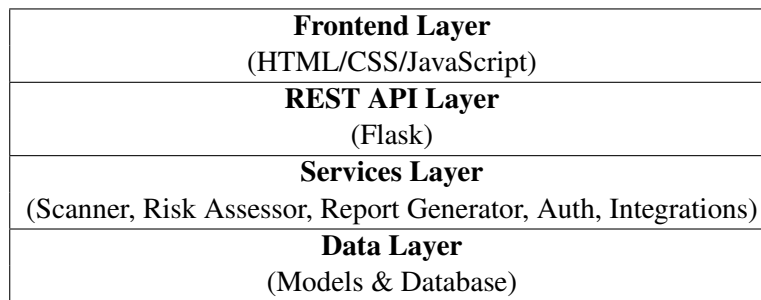 Frontend Layer
(HTML/CSS/JavaScript)
REST API Layer
(Flask)
Services Layer
(Scanner, Risk Assessor, Report Generator, Auth, Integrations)
Data Layer
(Models & Database)